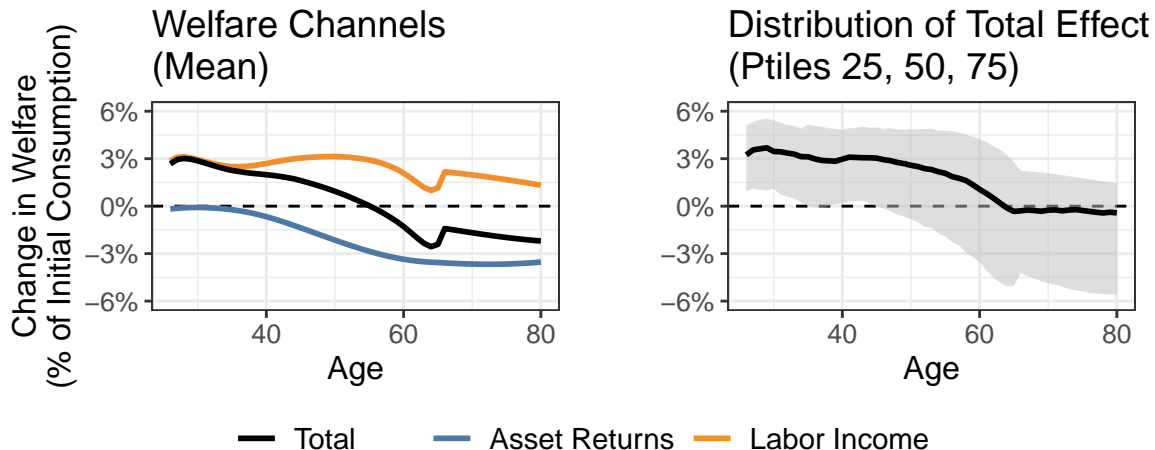 Welfare Channels
(Mean)
Distribution of Total Effect
(Ptiles 25, 50, 75)
Change in Welfare
(% of Initial Consumption)
6%
3%
0%
−3%
−6%
40
60
80
Age
6%
3%
0%
−3%
−6%
40
60
80
Age
Total
Asset Returns
Labor Income